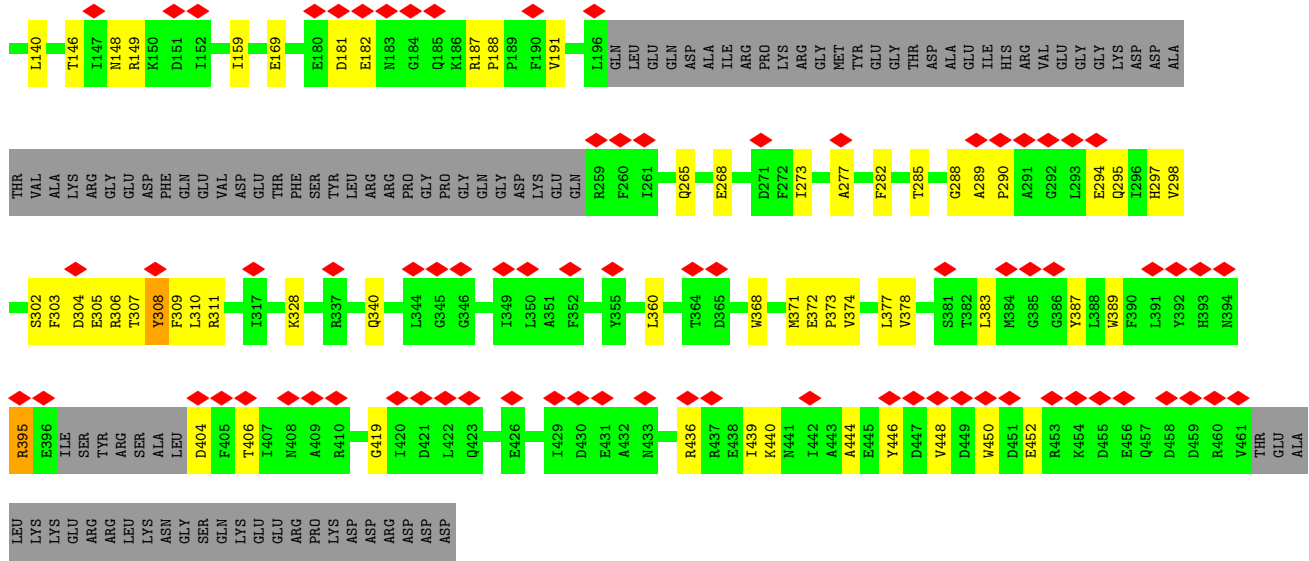 L140 T146 I147 N148 R149 K150 D151 I152 I159 E169 E180 D181 E182 N183 G184 Q185 K186 R187 P188 P189 F190 V191 L196 GLN LEU GLU GLN ASP ALA ILE ARG PRO LYS ARG GLY MET TYR GLU GLY THR ASP ALA GLU ILE HIS ARG VAL GLU GLY GLY LYS ASP ASP ALA
THR VAL ALA LYS ARG GLY GLU ASP PHE GLN GLU VAL ASP GLU THR PHE SER TYR LEU ARG ARG PRO GLY PRO GLY GLN GLY ASP LYS GLU GLN R259 F260 I261 Q265 E268 D271 F272 I273 A277 F282 T285 G288 A289 P290 A291 G292 L293 E294 Q295 I296 H297 V298
S302 F303 D304 E305 R306 T307 Y308 F309 L310 R311 I317 K328 R337 Q340 L344 G345 G346 I349 L350 A351 F352 Y355 L360 T364 D365 W368 M371 E372 P373 V374 L377 V378 S381 T382 L383 M384 G385 G386 Y387 L388 W389 F390 L391 Y392 H393 N394
R395 E396 ILE SER TYR ARG SER ALA LEU D404 F405 T406 I407 N408 A409 R410 G419 I420 D421 L422 Q423 E426 I429 D430 E431 A432 N433 R436 R437 E438 I439 K440 N441 I442 A443 A444 E445 Y446 D447 V448 D449 W450 D451 E452 R453 K454 D455 E456 Q457 D458 D459 R460 V461 THR GLU ALA
LEU LYS LYS GLU ARG ARG LEU LYS ASN GLY SER GLN LYS GLU GLU ARG PRO LYS ASP ASP ARG ASP ASP ASP